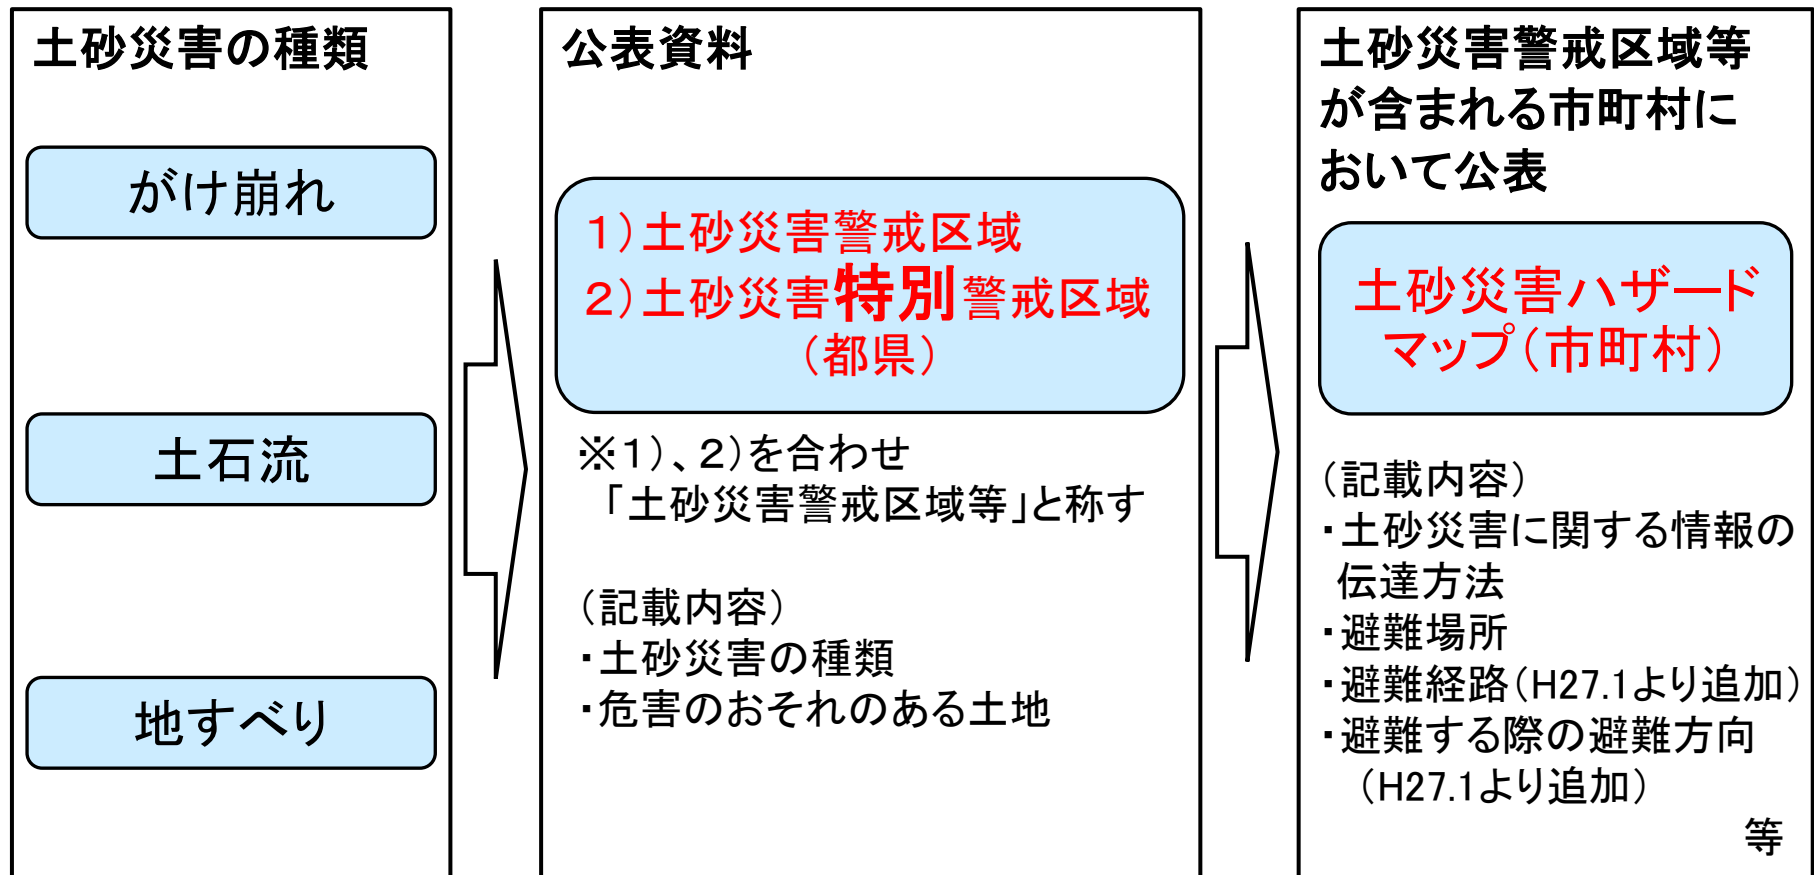 土砂災害の種類
がけ崩れ
土石流
地すべり
公表資料
1)土砂災害警戒区域
2)土砂災害特別警戒区域
(都県)
※1)、2)を合わせ
「土砂災害警戒区域等」と称す
(記載内容)
・土砂災害の種類
・危害のおそれのある土地
土砂災害警戒区域等
が含まれる市町村に
おいて公表
土砂災害ハザード
マップ(市町村)
(記載内容)
・土砂災害に関する情報の
伝達方法
・避難場所
・避難経路(H27.1より追加)
・避難する際の避難方向
(H27.1より追加)
等